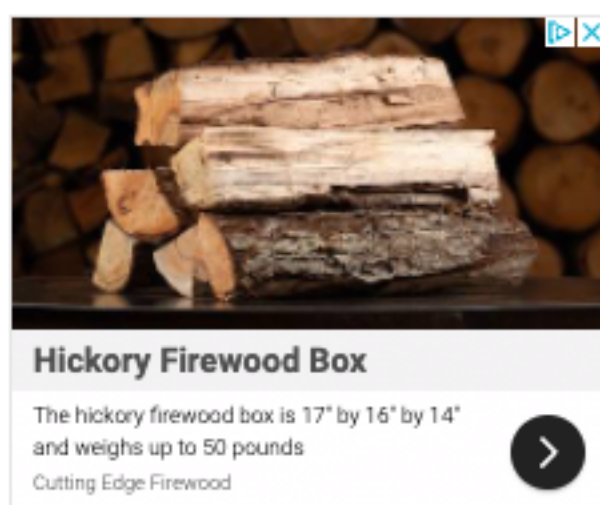 Hickory Firewood Box
The hickory firewood box is 17" by 16" by 14"
and weighs up to 50 pounds
Cutting Edge Firewood